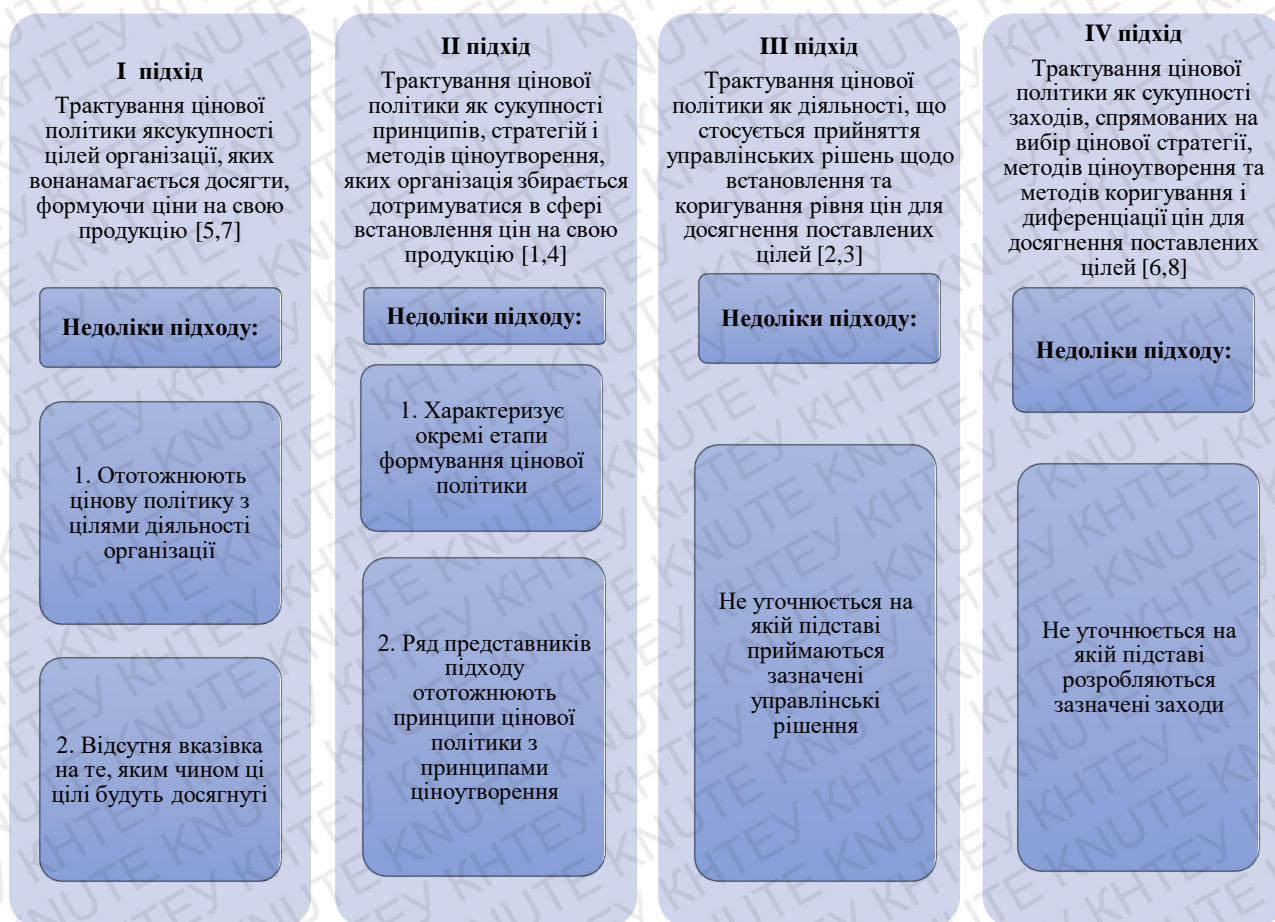 I підхід
Трактування цінової
політики яксукупності
цілей організації, яких
вонанамагається досягти,
формуючи ціни на свою
продукцію [5,7]
Недоліки підходу:
1. Ототожнюють
цінову політику з
цілями діяльності
організації
2. Відсутня вказівка
на те, яким чином ці
цілі будуть досягнуті
II підхід
Трактування цінової
політики як сукупності
принципів, стратегій і
методів ціноутворення,
яких організація збирається
дотримуватися в сфері
встановлення цін на свою
продукцію [1,4]
Недоліки підходу:
1. Характеризує
окремі етапи
формування цінової
політики
2. Ряд представників
підходу
ототожнюють
принципи цінової
політики з
принципами
ціноутворення
III підхід
Трактування цінової
політики як діяльності, що
стосується прийняття
управлінських рішень щодо
встановлення та
коригування рівня цін для
досягнення поставлених
цілей [2,3]
Недоліки підходу:
Не уточнюється на
якій підставі
приймаються
зазначені
управлінські
рішення
IV підхід
Трактування цінової
політики як сукупності
заходів, спрямованих на
вибір цінової стратегії,
методів ціноутворення та
методів коригування і
диференціації цін для
досягнення поставлених
цілей [6,8]
Недоліки підходу:
Не уточнюється на
якій підставі
розробляються
зазначені заходи